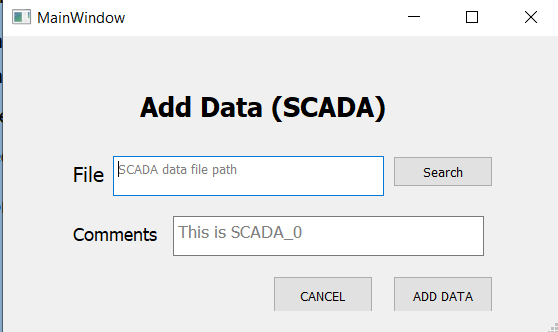 MainWindow
Add Data (SCADA)
File SCADA data file path Search
Comments This is SCADA_0
CANCEL ADD DATA